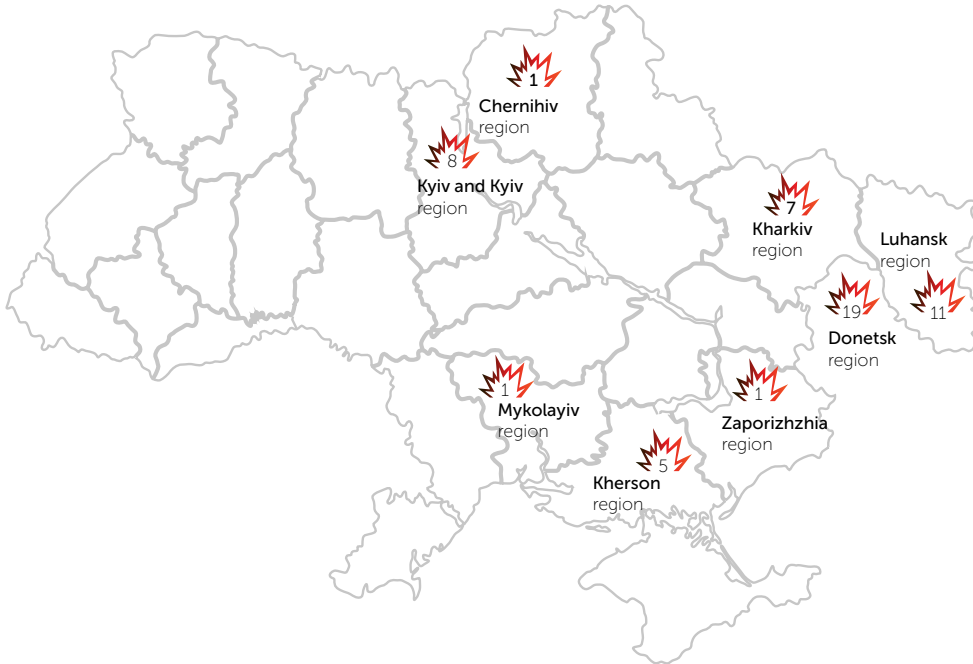 1
Chernihiv
region
8
Kyiv and Kyiv
region
7
Kharkiv
region
Luhansk
region
11
19
Donetsk
region
1
Mykolayiv
region
1
Zaporizhzhia
region
5
Kherson
region